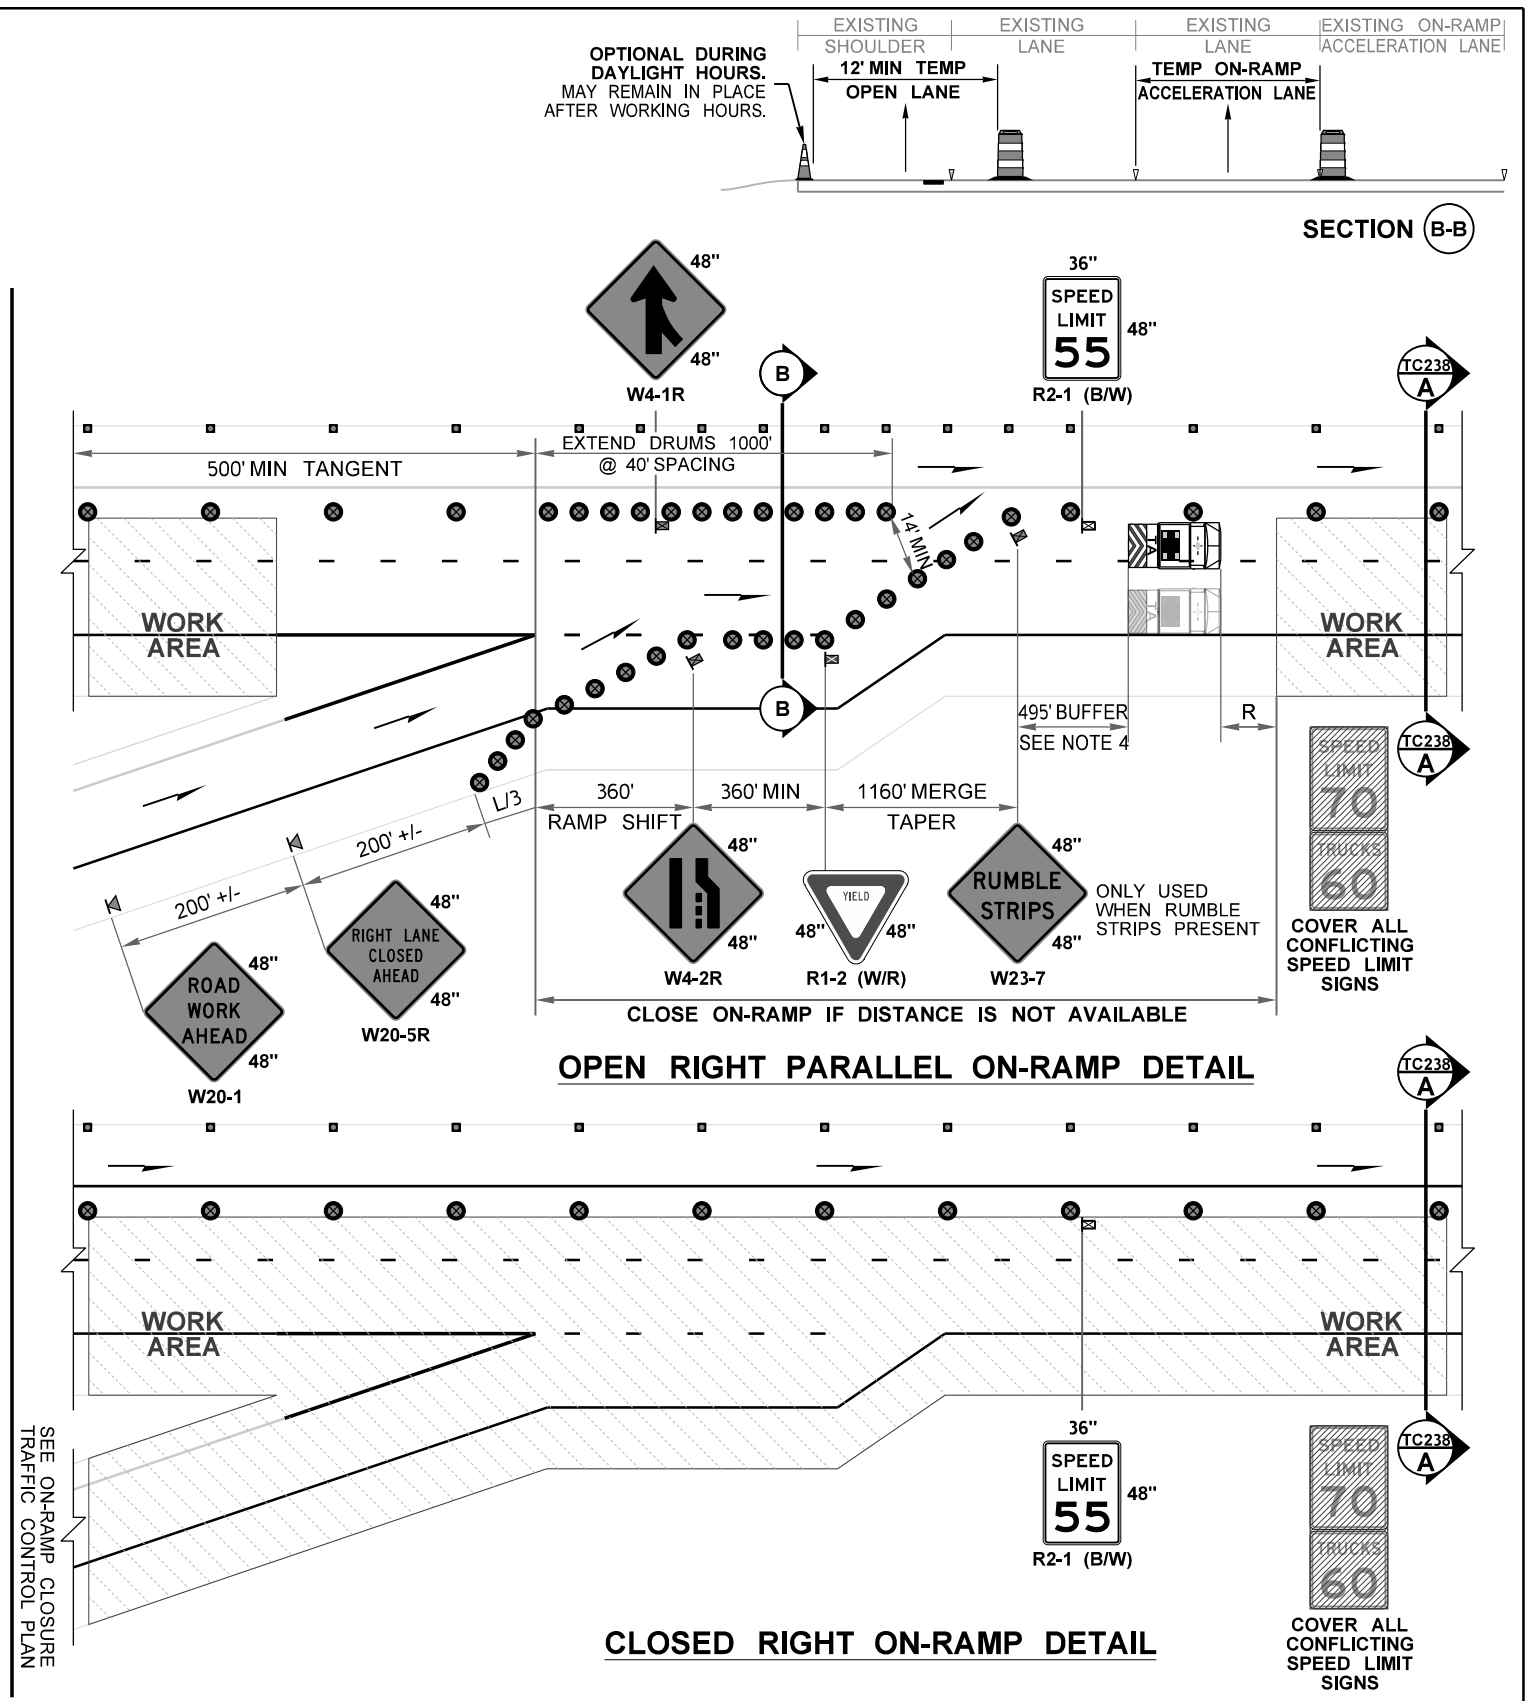 EXISTING
SHOULDER
EXISTING
LANE
EXISTING
LANE
EXISTING ON-RAMP
ACCELERATION LANE
OPTIONAL DURING
DAYLIGHT HOURS.
MAY REMAIN IN PLACE
AFTER WORKING HOURS.
12' MIN TEMP
OPEN LANE
TEMP ON-RAMP
ACCELERATION LANE
SECTION B-B
48"
48"
W4-1R
B
36"
SPEED
LIMIT
55
48"
R2-1 (B/W)
TC238
A
500' MIN TANGENT
EXTEND DRUMS 1000'
@ 40' SPACING
14' MIN
TA
TA
WORK
AREA
WORK
AREA
B
495' BUFFER
SEE NOTE 4
R
SPEED
LIMIT
70
TRUCKS
60
COVER ALL
CONFLICTING
SPEED LIMIT
SIGNS
TC238
A
200' +/-
200' +/-
L/3
360'
RAMP SHIFT
360' MIN
1160' MERGE
TAPER
ROAD
WORK
AHEAD
48"
48"
W20-1
RIGHT LANE
CLOSED
AHEAD
48"
48"
W20-5R
48"
48"
W4-2R
YIELD
48"
48"
R1-2 (W/R)
RUMBLE
STRIPS
48"
48"
W23-7
ONLY USED
WHEN RUMBLE
STRIPS PRESENT
CLOSE ON-RAMP IF DISTANCE IS NOT AVAILABLE
OPEN RIGHT PARALLEL ON-RAMP DETAIL
TC238
A
WORK
AREA
WORK
AREA
SEE ON-RAMP CLOSURE
TRAFFIC CONTROL PLAN
36"
SPEED
LIMIT
55
48"
R2-1 (B/W)
SPEED
LIMIT
70
TRUCKS
60
COVER ALL
CONFLICTING
SPEED LIMIT
SIGNS
TC238
A
CLOSED RIGHT ON-RAMP DETAIL